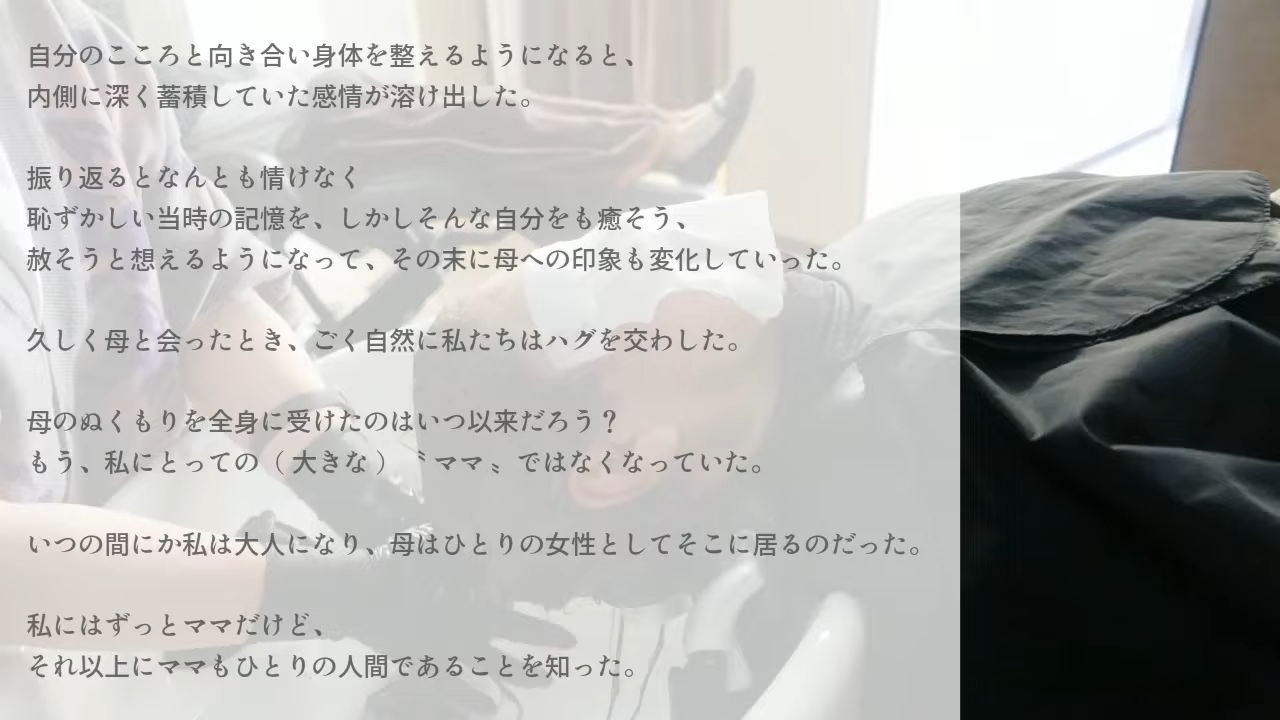 自分のこころと向き合い身体を整えるようになると、
内側に深く蓄積していた感情が溶け出した。
振り返るとなんとも情けなく
恥ずかしい当時の記憶を、しかしそんな自分をも癒そう、
赦そうと想えるようになって、その末に母への印象も変化していった。
久しく母と会ったとき、ごく自然に私たちはハグを交わした。
母のぬくもりを全身に受けたのはいつ以来だろう？
もう、私にとっての（大きな）〝ママ〟ではなくなっていた。
いつの間にか私は大人になり、母はひとりの女性としてそこに居るのだった。
私にはずっとママだけど、
それ以上にママもひとりの人間であることを知った。